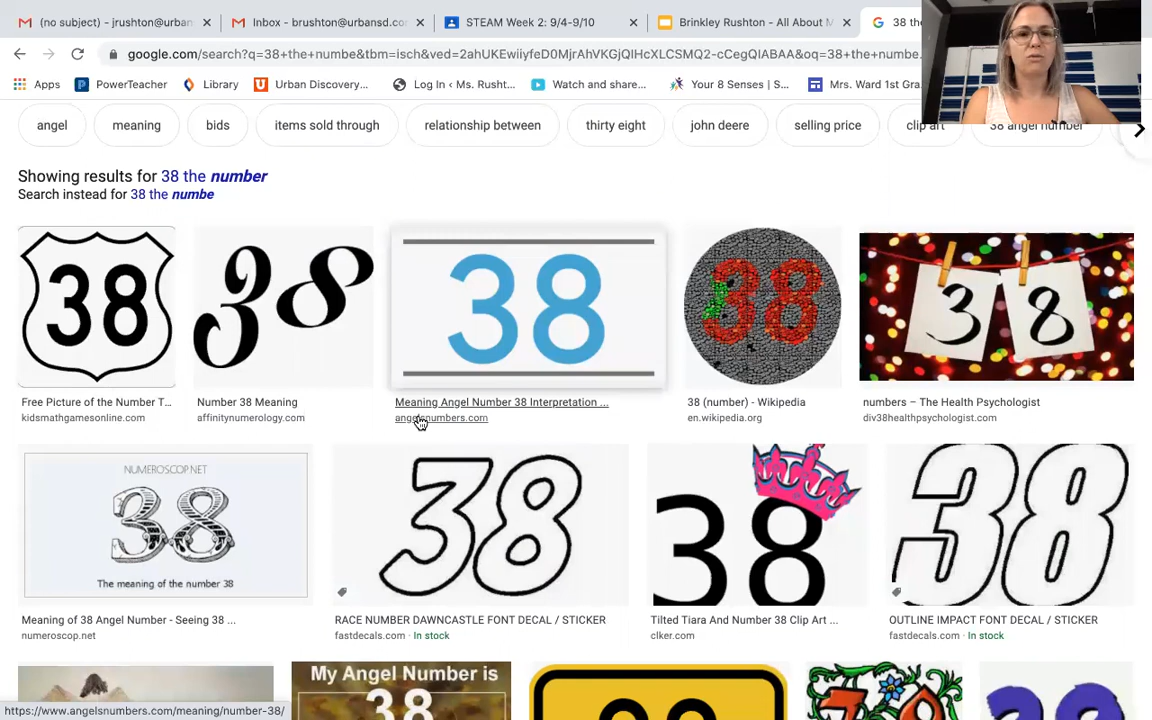 (no subject) - jrushton@urbans
Inbox - brushton@urbansd.co
STEAM Week 2: 9/4-9/10
Brinkley Rushton - All About M
38 the
google.com/search?q=38+the+numbe&tbm=isch&ved=2ahUKEwiiyfeD0MjrAhVKGjQIHcXLCSMQ2-cCegQIABAA&oq=38+the+numbe
Apps
PowerTeacher
Library
Urban Discovery...
Log In ‹ Ms. Rusht...
Watch and share...
Your 8 Senses | S...
Mrs. Ward 1st Gra
angel
meaning
bids
items sold through
relationship between
thirty eight
john deere
selling price
clip art
38 angel number
Showing results for 38 the number
Search instead for 38 the numbe
38
38
38
38
3 8
Free Picture of the Number T...
kidsmathgamesonline.com
Number 38 Meaning
affinitynumerology.com
Meaning Angel Number 38 Interpretation ...
angelsnumbers.com
38 (number) - Wikipedia
en.wikipedia.org
numbers – The Health Psychologist
div38healthpsychologist.com
NUMEROSCOP.NET
38
The meaning of the number 38
38
38
38
Meaning of 38 Angel Number - Seeing 38 ...
numeroscop.net
RACE NUMBER DAWNCASTLE FONT DECAL / STICKER
fastdecals.com · In stock
Tilted Tiara And Number 38 Clip Art ...
clker.com
OUTLINE IMPACT FONT DECAL / STICKER
fastdecals.com · In stock
My Angel Number is
38
https://www.angelsnumbers.com/meaning/number-38/